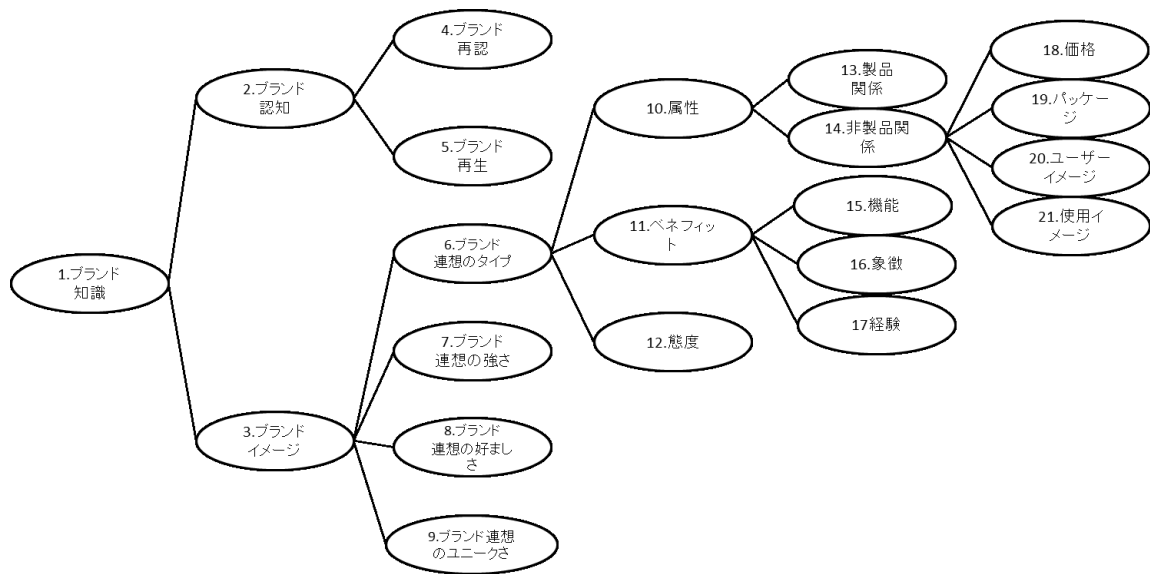 1.ブランド
知識
2.ブランド
認知
3.ブランド
イメージ
4.ブランド
再認
5.ブランド
再生
6.ブランド
連想のタイプ
7.ブランド
連想の強さ
8.ブランド
連想の好まし
さ
9.ブランド連想
のユニークさ
10.属性
11.ベネフィッ
ト
12.態度
13.製品
関係
14.非製品関
係
15.機能
16.象徴
17経験
18.価格
19.パッケー
ジ
20.ユーザー
イメージ
21.使用イ
メージ